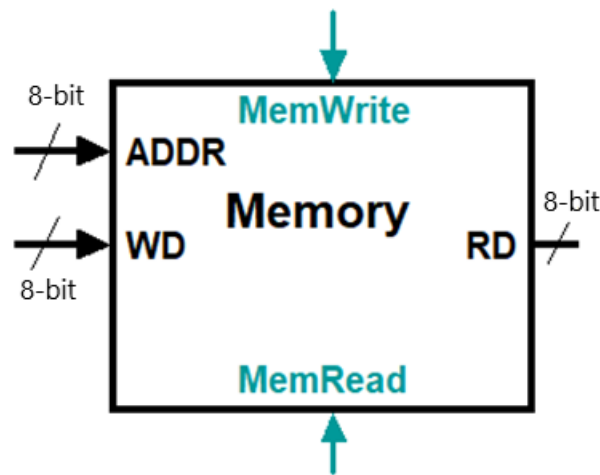 8-bit
MemWrite
ADDR
Memory
8-bit
WD
RD
8-bit
MemRead